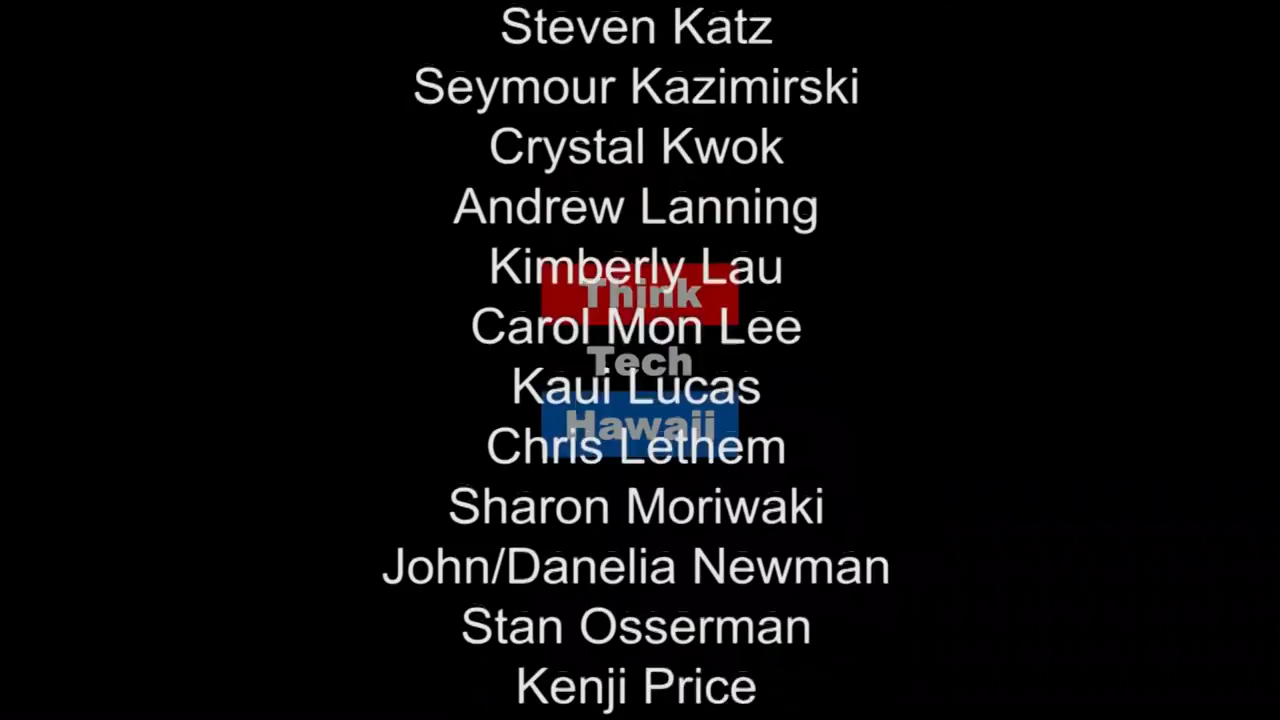 Steven Katz
Seymour Kazimirski
Crystal Kwok
Andrew Lanning
Kimberly Lau
Think
Carol Mon Lee
Tech
Kaui Lucas
Hawaii
Chris Lethem
Sharon Moriwaki
John/Danelia Newman
Stan Osserman
Kenji Price